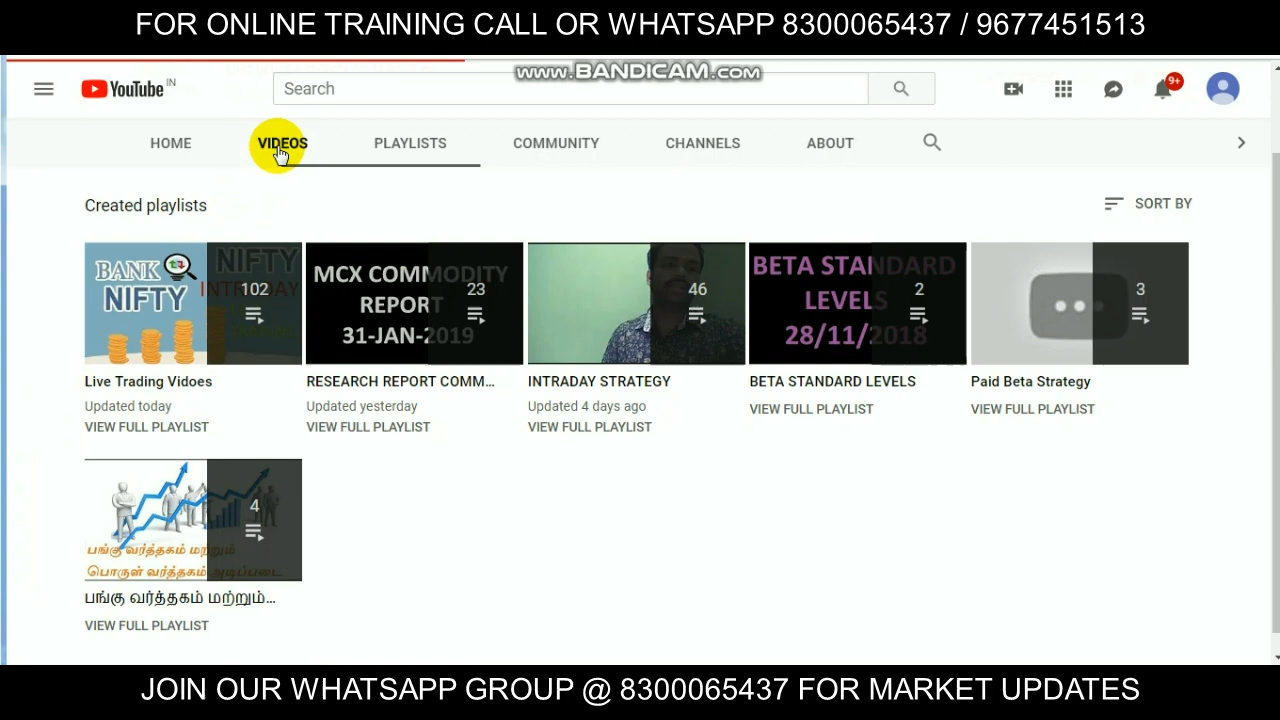 FOR ONLINE TRAINING CALL OR WHATSAPP 8300065437 / 9677451513
www.BANDICAM.com
YouTube IN
Search
9+
HOME VIDEOS PLAYLISTS COMMUNITY CHANNELS ABOUT
Created playlists
SORT BY
BANK NIFTY
NIFTY
INTRADAY
102
MCX COMMODITY
REPORT
31-JAN-2019
23
46
BETA STANDARD
LEVELS
28/11/2018
2
3
Live Trading Vidoes
Updated today
VIEW FULL PLAYLIST
RESEARCH REPORT COMM...
Updated yesterday
VIEW FULL PLAYLIST
INTRADAY STRATEGY
Updated 4 days ago
VIEW FULL PLAYLIST
BETA STANDARD LEVELS
VIEW FULL PLAYLIST
Paid Beta Strategy
VIEW FULL PLAYLIST
4
பங்கு வர்த்தகம் மற்றும்
பொருள் வர்த்தகம் அடிப்படை
பங்கு வர்த்தகம் மற்றும்...
VIEW FULL PLAYLIST
JOIN OUR WHATSAPP GROUP @ 8300065437 FOR MARKET UPDATES